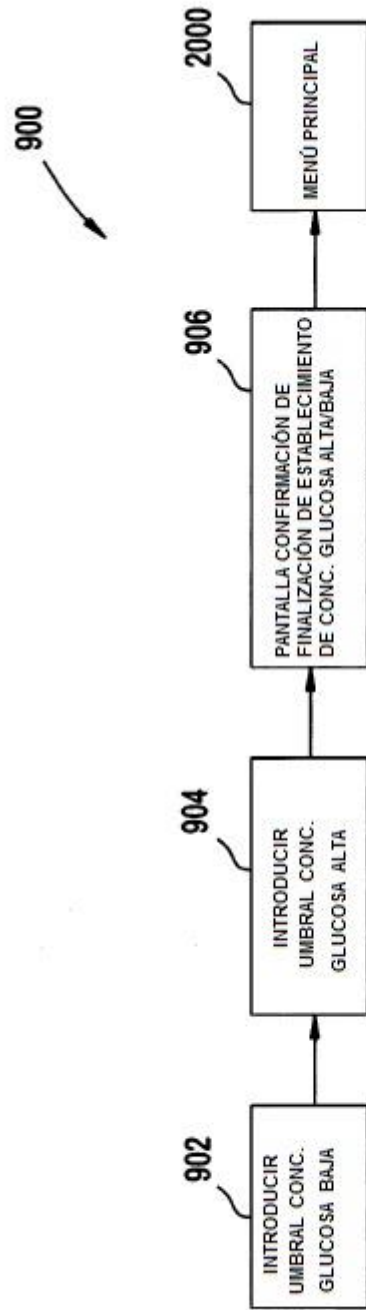 900
902
INTRODUCIR
UMBRAL CONC.
GLUCOSA BAJA
904
INTRODUCIR
UMBRAL CONC.
GLUCOSA ALTA
906
PANTALLA CONFIRMACIÓN DE
FINALIZACIÓN DE ESTABLECIMIENTO
DE CONC. GLUCOSA ALTA/BAJA
2000
MENÚ PRINCIPAL